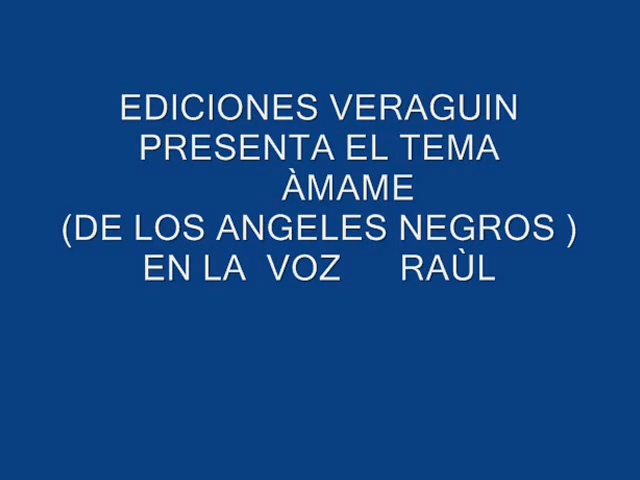 EDICIONES VERAGUIN
PRESENTA EL TEMA
ÀMAME
(DE LOS ANGELES NEGROS )
EN LA VOZ RAÙL